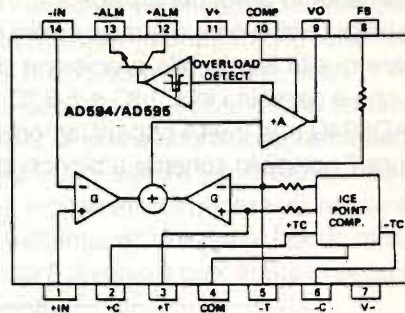 -IN -ALM +ALM V+ COMP VO FB
14 13 12 11 10 9 8
OVERLOAD
DETECT
AD594/AD595
+A
G + G
ICE
POINT
COMP.
+TC
-TC
1 2 3 4 5 6 7
+IN +C +T COM -T -C V-